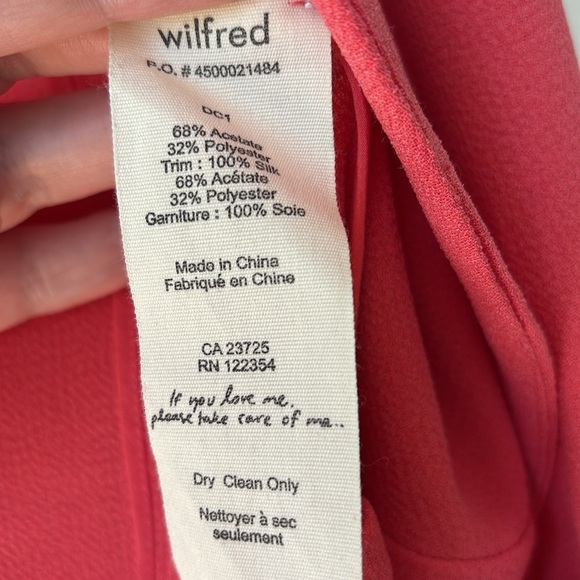 wilfred
P.O. # 4500021484
DC1
68% Acetate
32% Polyester
Trim : 100% Silk
68% Acétate
32% Polyester
Garniture : 100% Soie
Made in China
Fabriqué en Chine
CA 23725
RN 122354
If you love me,
please take care of me..
Dry Clean Only
Nettoyer à sec
seulement